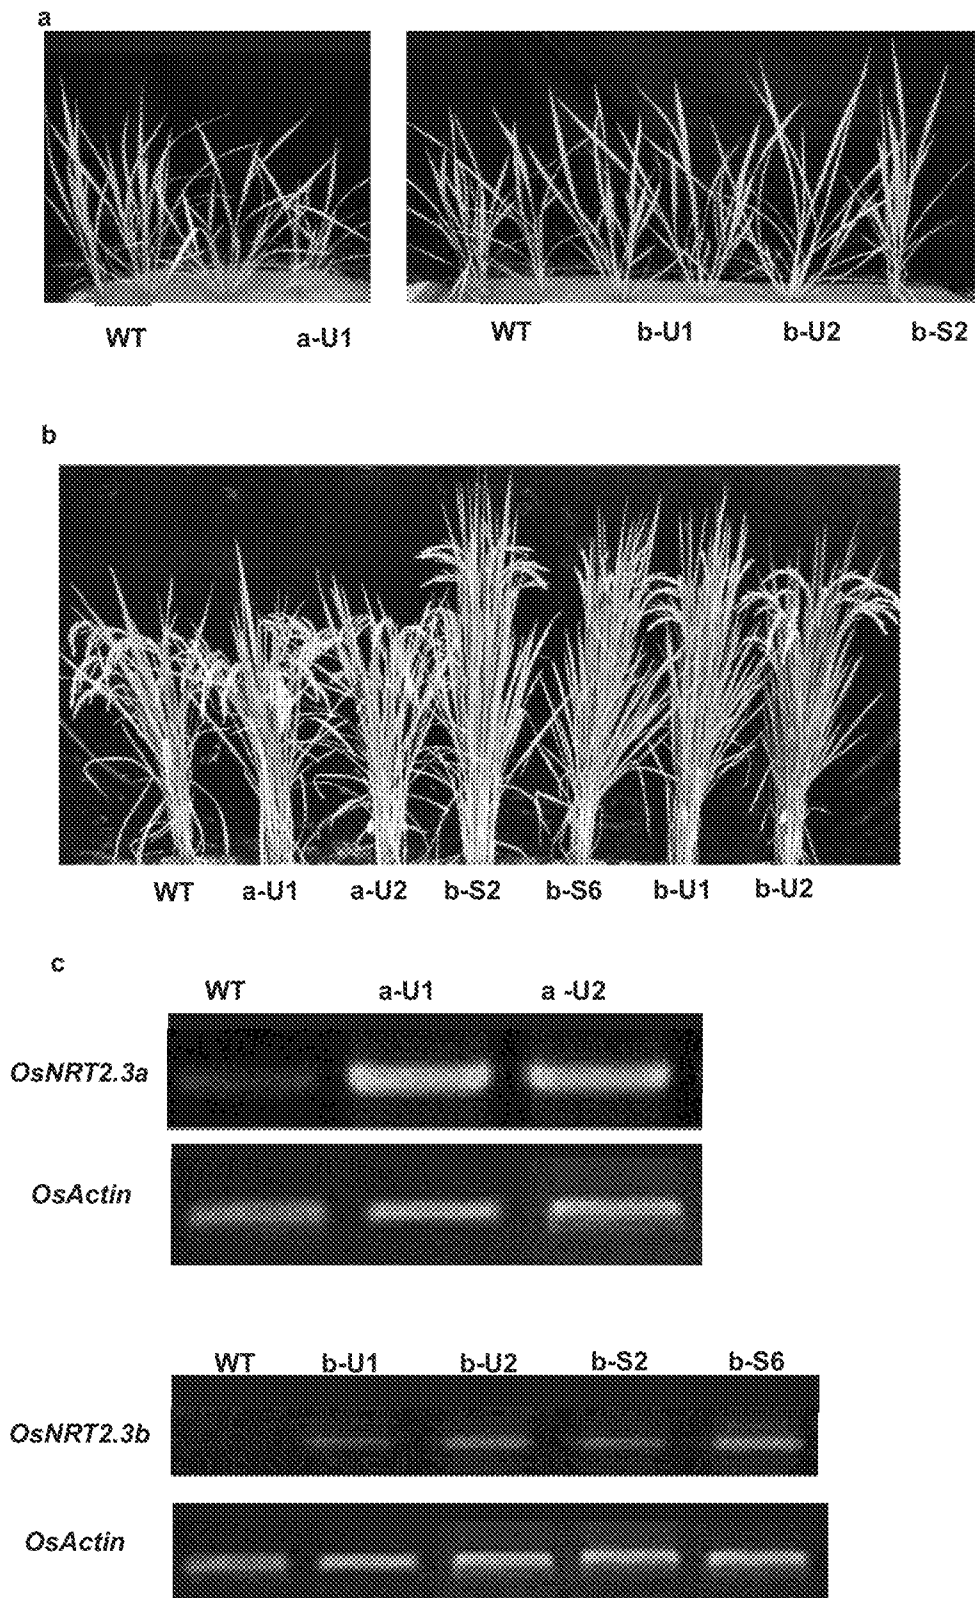 a
WT a-U1 WT b-U1 b-U2 b-S2
b
WT a-U1 a-U2 b-S2 b-S6 b-U1 b-U2
c
WT a-U1 a -U2
OsNRT2.3a
OsActin
WT b-U1 b-U2 b-S2 b-S6
OsNRT2.3b
OsActin